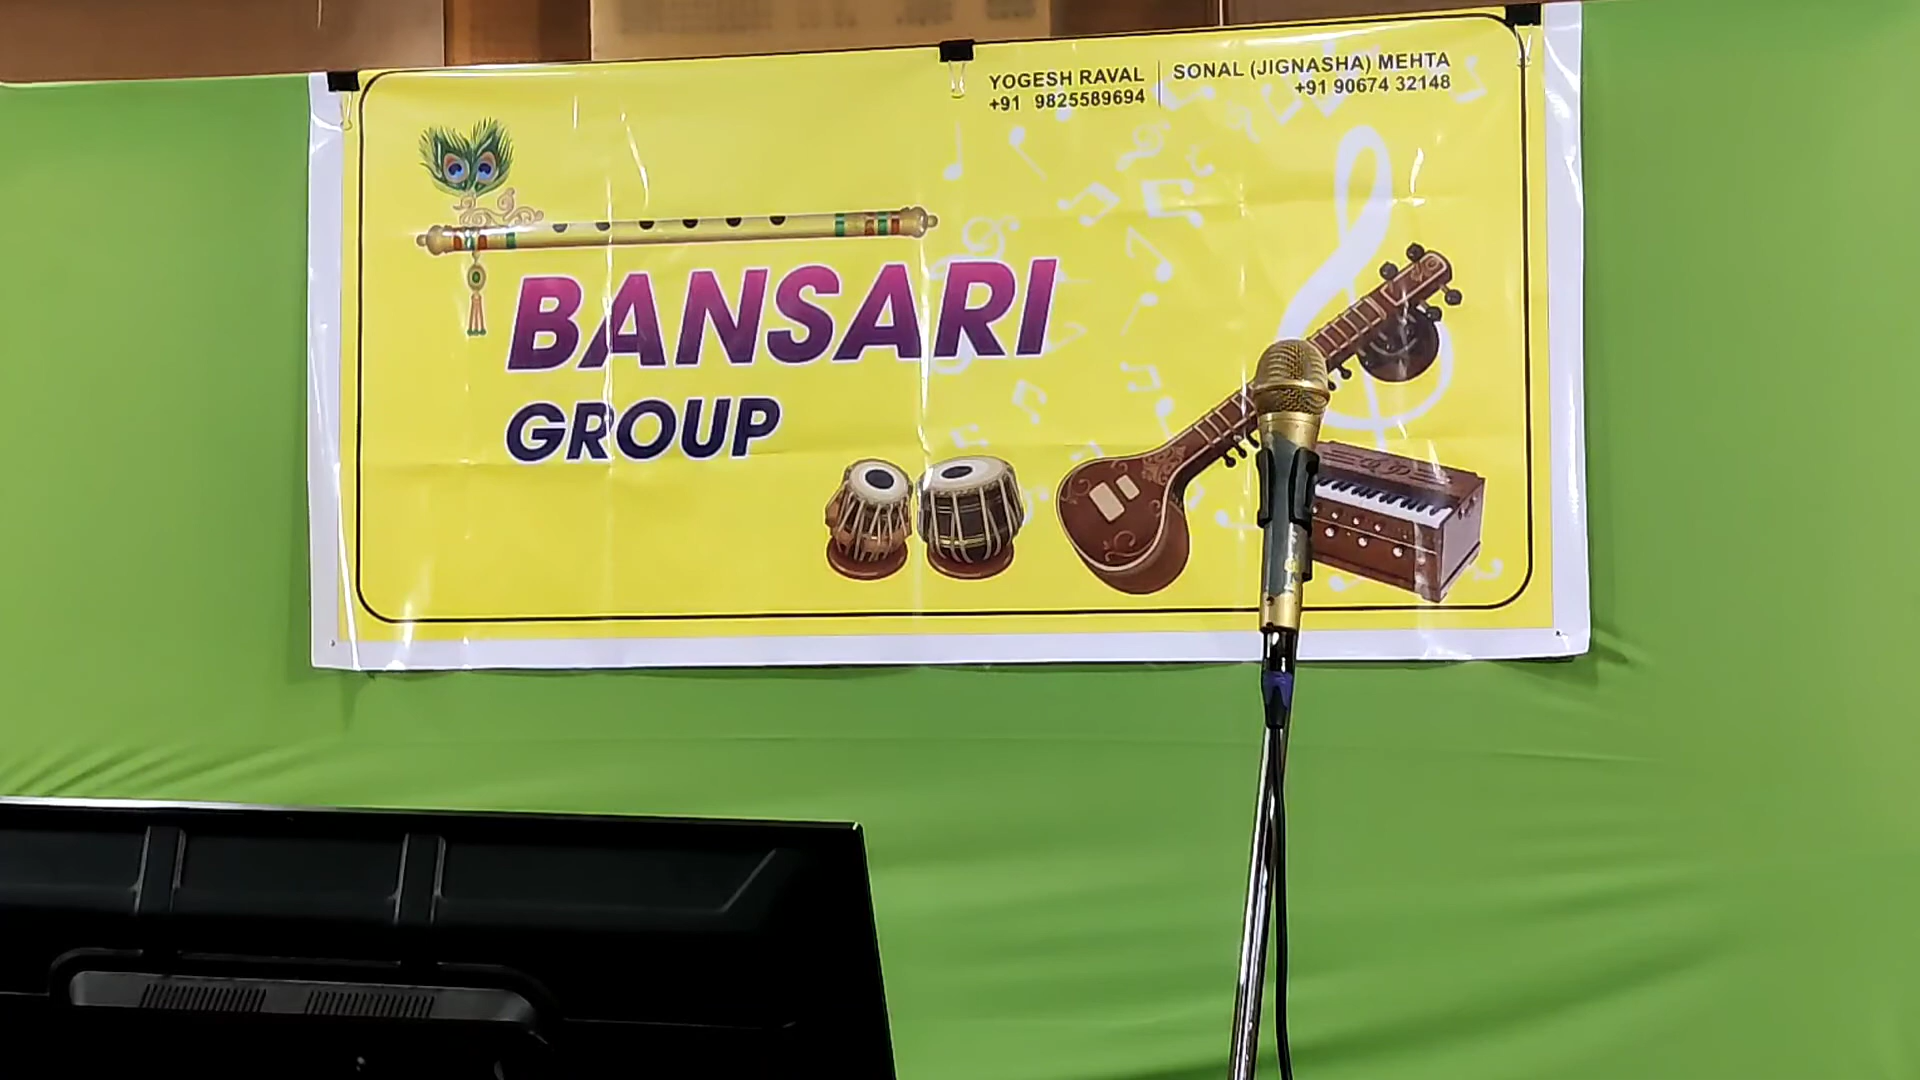 YOGESH RAVAL
+91 9825589694
SONAL (JIGNASHA) MEHTA
+91 90674 32148
BANSARI
GROUP